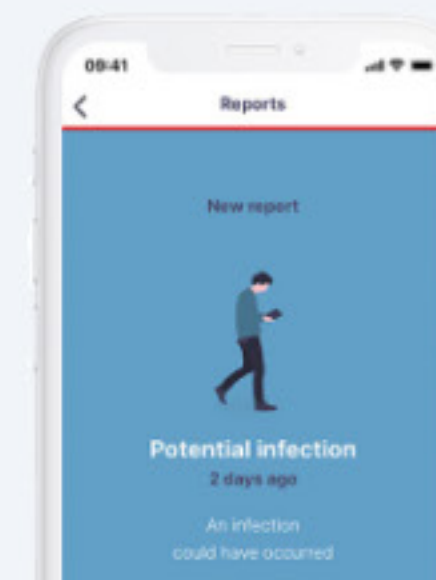 09:41
Reports
New report
Potential infection
2 days ago
An infection
could have occurred